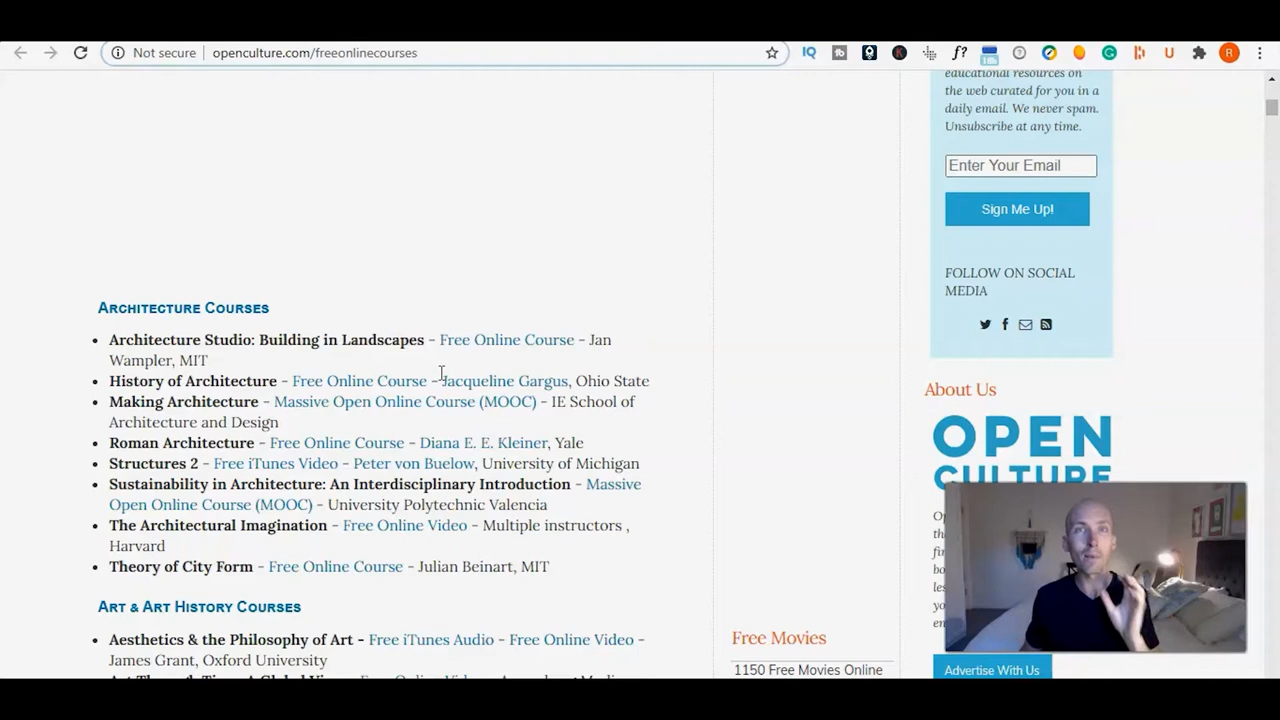 Not secure openculture.com/freeonlinecourses
educational resources on
the web curated for you in a
daily email. We never spam.
Unsubscribe at any time.
Enter Your Email
Sign Me Up!
FOLLOW ON SOCIAL
MEDIA
Architecture Courses
Architecture Studio: Building in Landscapes - Free Online Course - Jan
Wampler, MIT
History of Architecture - Free Online Course - Jacqueline Gargus, Ohio State
Making Architecture - Massive Open Online Course (MOOC) - IE School of
Architecture and Design
Roman Architecture - Free Online Course - Diana E. E. Kleiner, Yale
Structures 2 - Free iTunes Video - Peter von Buelow, University of Michigan
Sustainability in Architecture: An Interdisciplinary Introduction - Massive
Open Online Course (MOOC) - University Polytechnic Valencia
The Architectural Imagination - Free Online Video - Multiple instructors ,
Harvard
Theory of City Form - Free Online Course - Julian Beinart, MIT
Art & Art History Courses
Aesthetics & the Philosophy of Art - Free iTunes Audio - Free Online Video -
James Grant, Oxford University
Free Movies
1150 Free Movies Online
About Us
OPEN
CULTURE
Advertise With Us